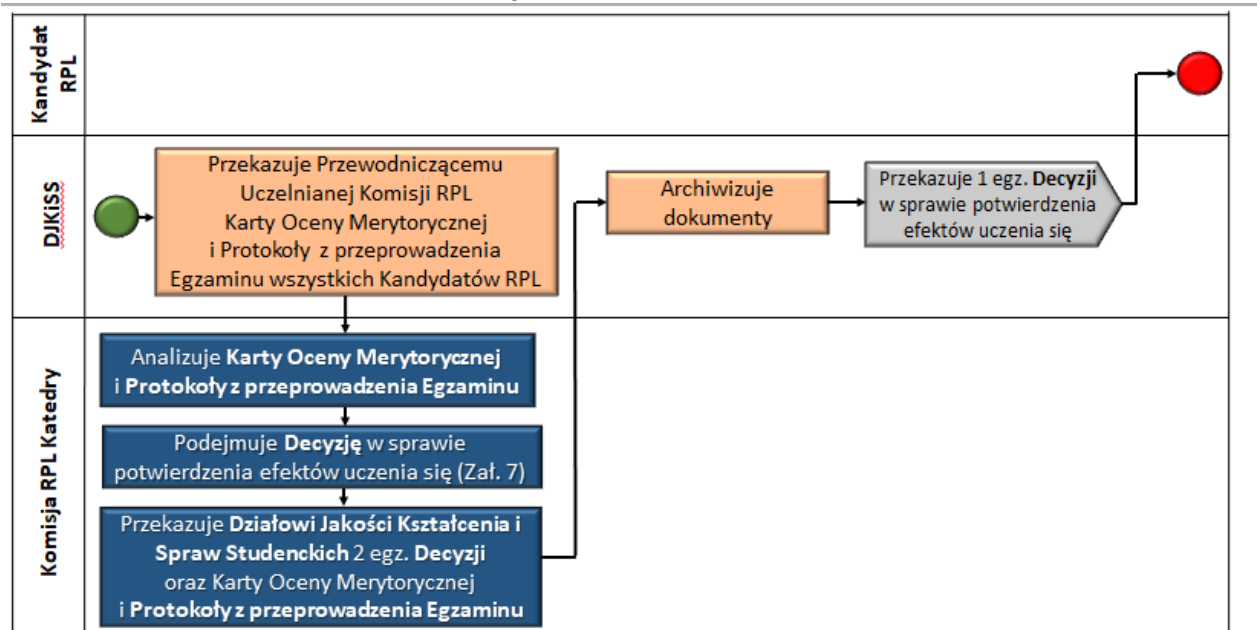 Kandydat
RPL
DJKiSS
Przekazuje Przewodniczącemu
Uczelnianej Komisji RPL
Karty Oceny Merytorycznej
i Protokoły z przeprowadzenia
Egzaminu wszystkich Kandydatów RPL
Archiwizuje
dokumenty
Przekazuje 1 egz. Decyzji
w sprawie potwierdzenia
efektów uczenia się
Komisja RPL Katedry
Analizuje Karty Oceny Merytorycznej
i Protokoły z przeprowadzenia Egzaminu
Podejmuje Decyzję w sprawie
potwierdzenia efektów uczenia się (Zał. 7)
Przekazuje Działowi Jakości Kształcenia i
Spraw Studenckich 2 egz. Decyzji
oraz Karty Oceny Merytorycznej
i Protokoły z przeprowadzenia Egzaminu